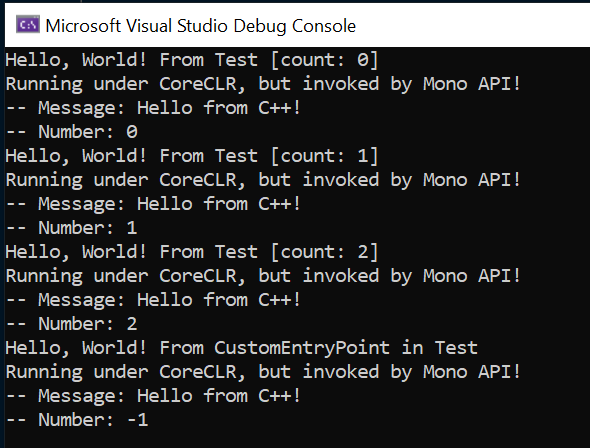 C:\
Microsoft Visual Studio Debug Console
Hello, World! From Test [count: 0]
Running under CoreCLR, but invoked by Mono API!
-- Message: Hello from C++!
-- Number: 0
Hello, World! From Test [count: 1]
Running under CoreCLR, but invoked by Mono API!
-- Message: Hello from C++!
-- Number: 1
Hello, World! From Test [count: 2]
Running under CoreCLR, but invoked by Mono API!
-- Message: Hello from C++!
-- Number: 2
Hello, World! From CustomEntryPoint in Test
Running under CoreCLR, but invoked by Mono API!
-- Message: Hello from C++!
-- Number: -1